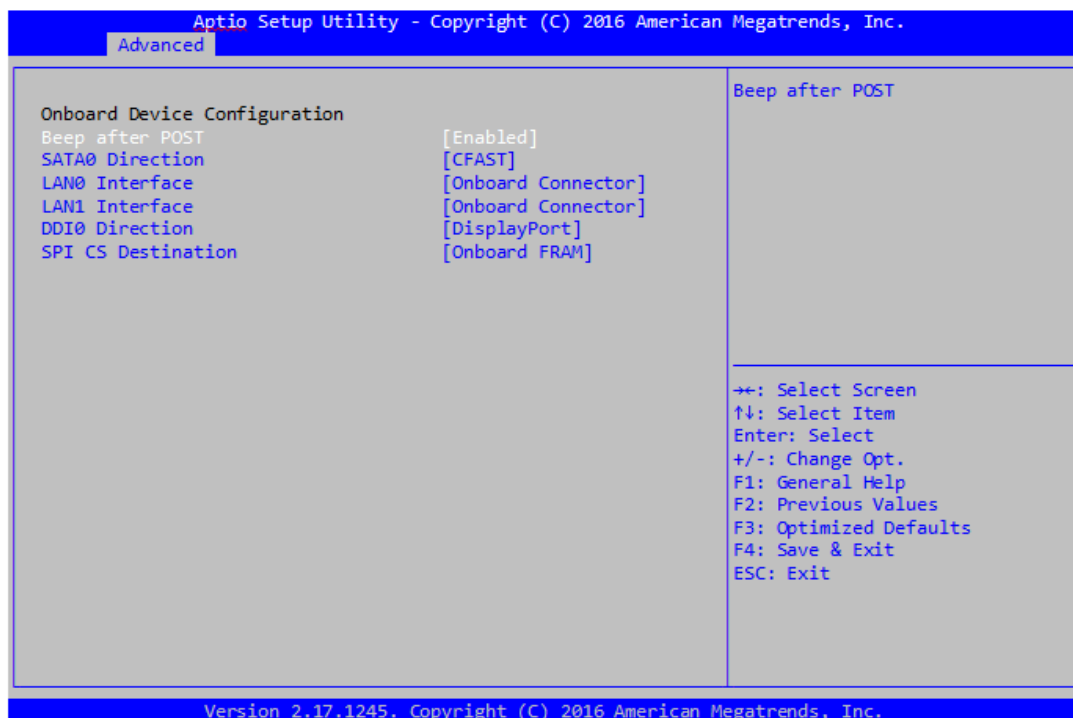 Aptio Setup Utility - Copyright (C) 2016 American Megatrends, Inc.
Advanced
Onboard Device Configuration
Beep after POST [Enabled]
SATA0 Direction [CFAST]
LAN0 Interface [Onboard Connector]
LAN1 Interface [Onboard Connector]
DDI0 Direction [DisplayPort]
SPI CS Destination [Onboard FRAM]
Beep after POST
→←: Select Screen
↑↓: Select Item
Enter: Select
+/-: Change Opt.
F1: General Help
F2: Previous Values
F3: Optimized Defaults
F4: Save & Exit
ESC: Exit
Version 2.17.1245. Copyright (C) 2016 American Megatrends, Inc.